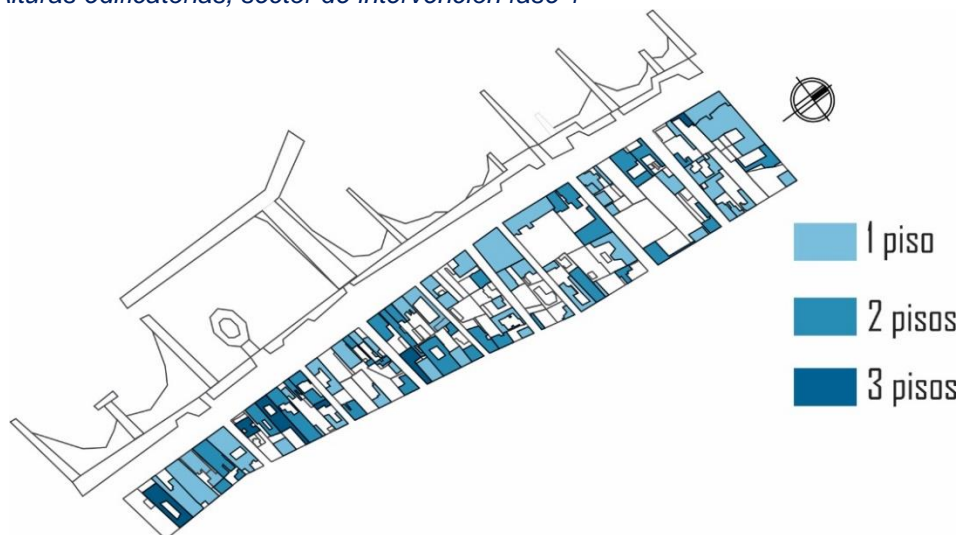 Alturas edificatorias, sector de intervención fase 1
1 piso
2 pisos
3 pisos